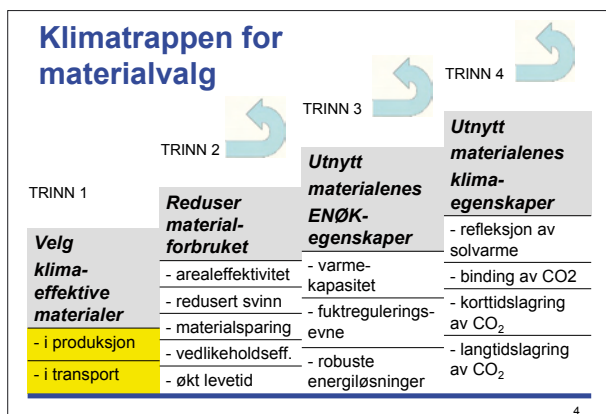 Klimatrappen for
materialvalg
TRINN 1
Velg
klima-
effektive
materialer
- i produksjon
- i transport
TRINN 2
Reduser
material-
forbruket
- arealeffektivitet
- redusert svinn
- materialsparing
- vedlikeholdseff.
- økt levetid
TRINN 3
Utnytt
materialenes
ENØK-
egenskaper
- varme-
kapasitet
- fuktregulerings-
evne
- robuste
energiløsninger
TRINN 4
Utnytt
materialenes
klima-
egenskaper
- refleksjon av
solvarme
- binding av CO2
- korttidslagring
av CO₂
- langtidslagring
av CO₂
4